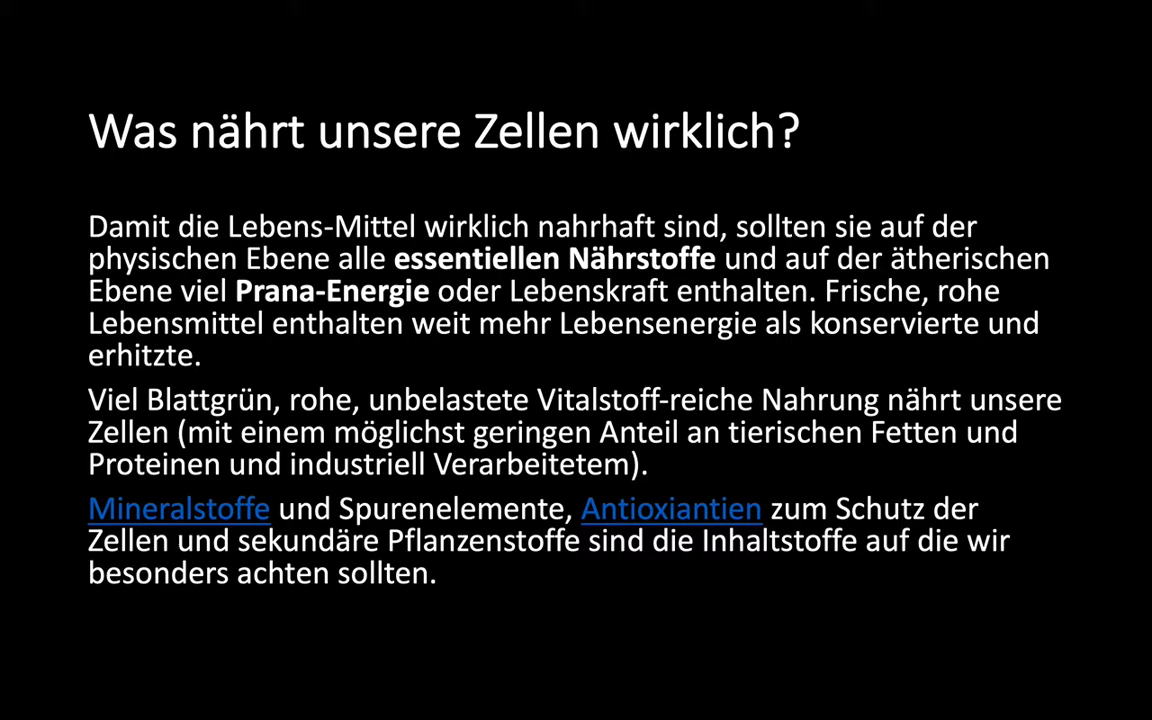 Was nährt unsere Zellen wirklich?
Damit die Lebens-Mittel wirklich nahrhaft sind, sollten sie auf der
physischen Ebene alle essentiellen Nährstoffe und auf der ätherischen
Ebene viel Prana-Energie oder Lebenskraft enthalten. Frische, rohe
Lebensmittel enthalten weit mehr Lebensenergie als konservierte und
erhitzte.
Viel Blattgrün, rohe, unbelastete Vitalstoff-reiche Nahrung nährt unsere
Zellen (mit einem möglichst geringen Anteil an tierischen Fetten und
Proteinen und industriell Verarbeitetem).
Mineralstoffe und Spurenelemente, Antioxiantien zum Schutz der
Zellen und sekundäre Pflanzenstoffe sind die Inhaltstoffe auf die wir
besonders achten sollten.